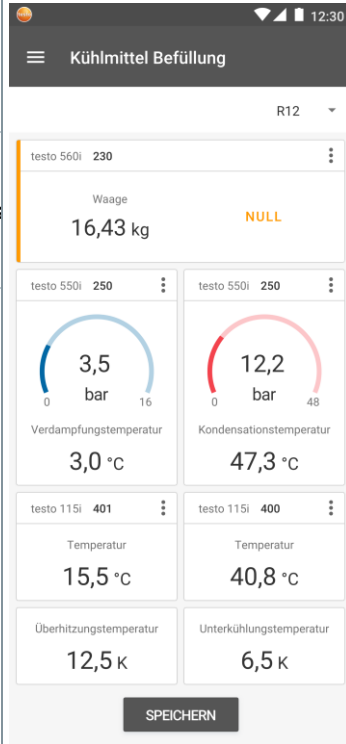 12:30
Kühlmittel Befüllung
R12
testo 560i 230
Waage
16,43 kg
NULL
testo 550i 250
3,5
bar
0 16
Verdampfungstemperatur
3,0 °C
testo 550i 250
12,2
bar
0 48
Kondensationstemperatur
47,3 °C
testo 115i 401
Temperatur
15,5 °C
testo 115i 400
Temperatur
40,8 °C
Überhitzungstemperatur
12,5 K
Unterkühlungstemperatur
6,5 K
SPEICHERN